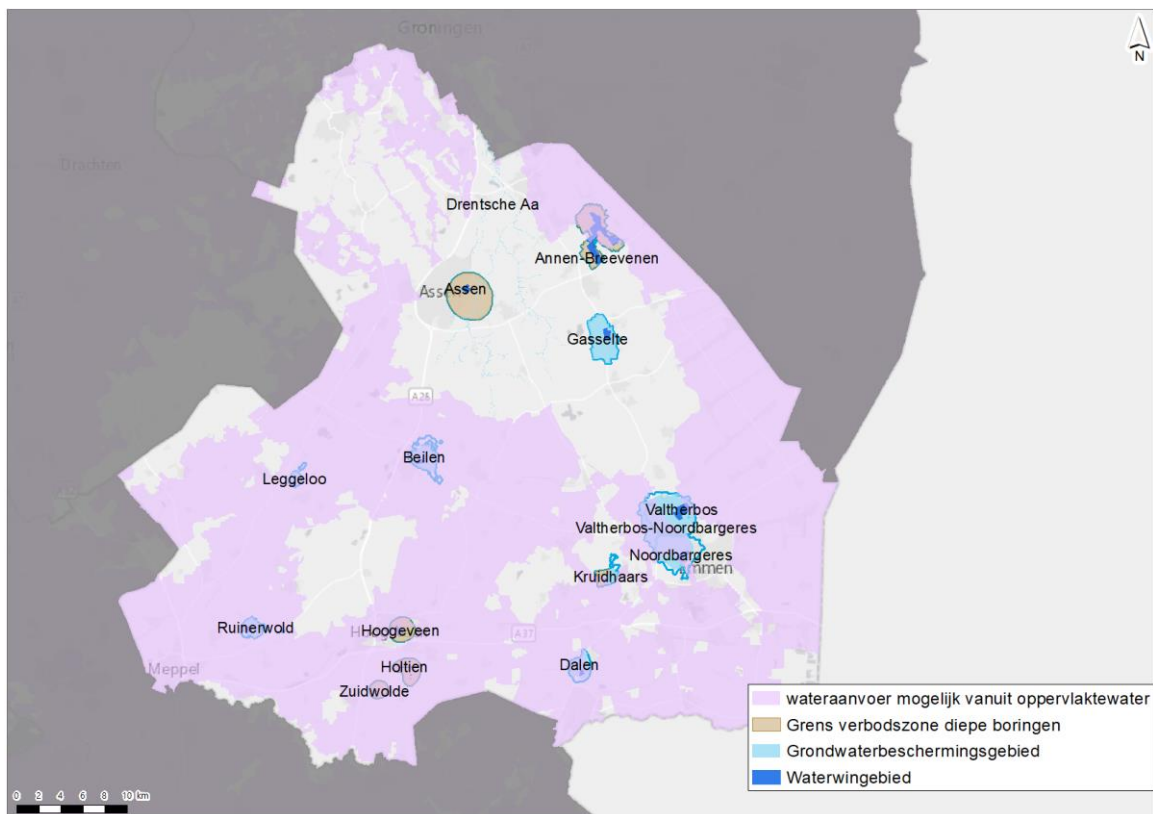 Groningen
N
Drachten
Drentsche Aa
Annen-Breevenen
Assen
Gasselte
A28
Beilen
Leggeloo
Valtherbos
Valtherbos-Noordbargeres
Noordbargeres
Kruidhaars
Ruinerwold
Hoogeveen
A37
Meppel
Holtien
Dalen
Zuidwolde
wateraanvoer mogelijk vanuit oppervlaktewater
Grens verbodszone diepe boringen
Grondwaterbeschermingsgebied
Waterwingebied
0 2 4 6 8 10 km